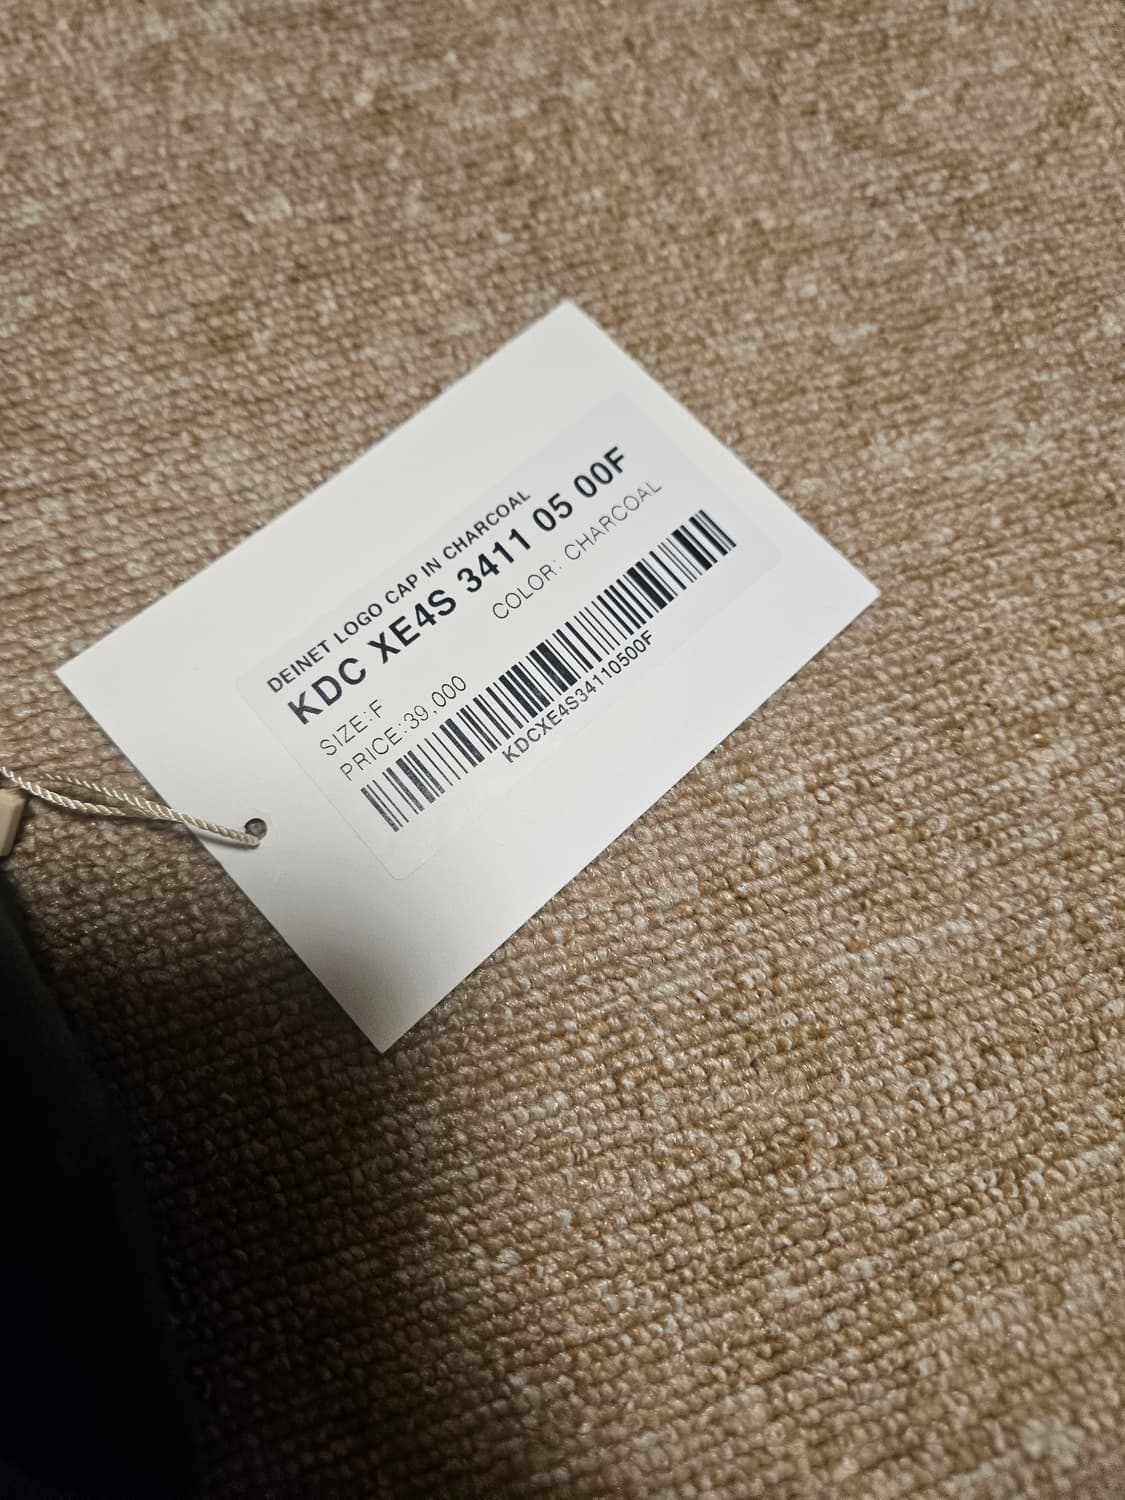 DEINET LOGO CAP IN CHARCOAL
KDC XE4S 3411 05 00F
COLOR: CHARCOAL
SIZE:F
PRICE:39,000
KDCXE4S34110500F